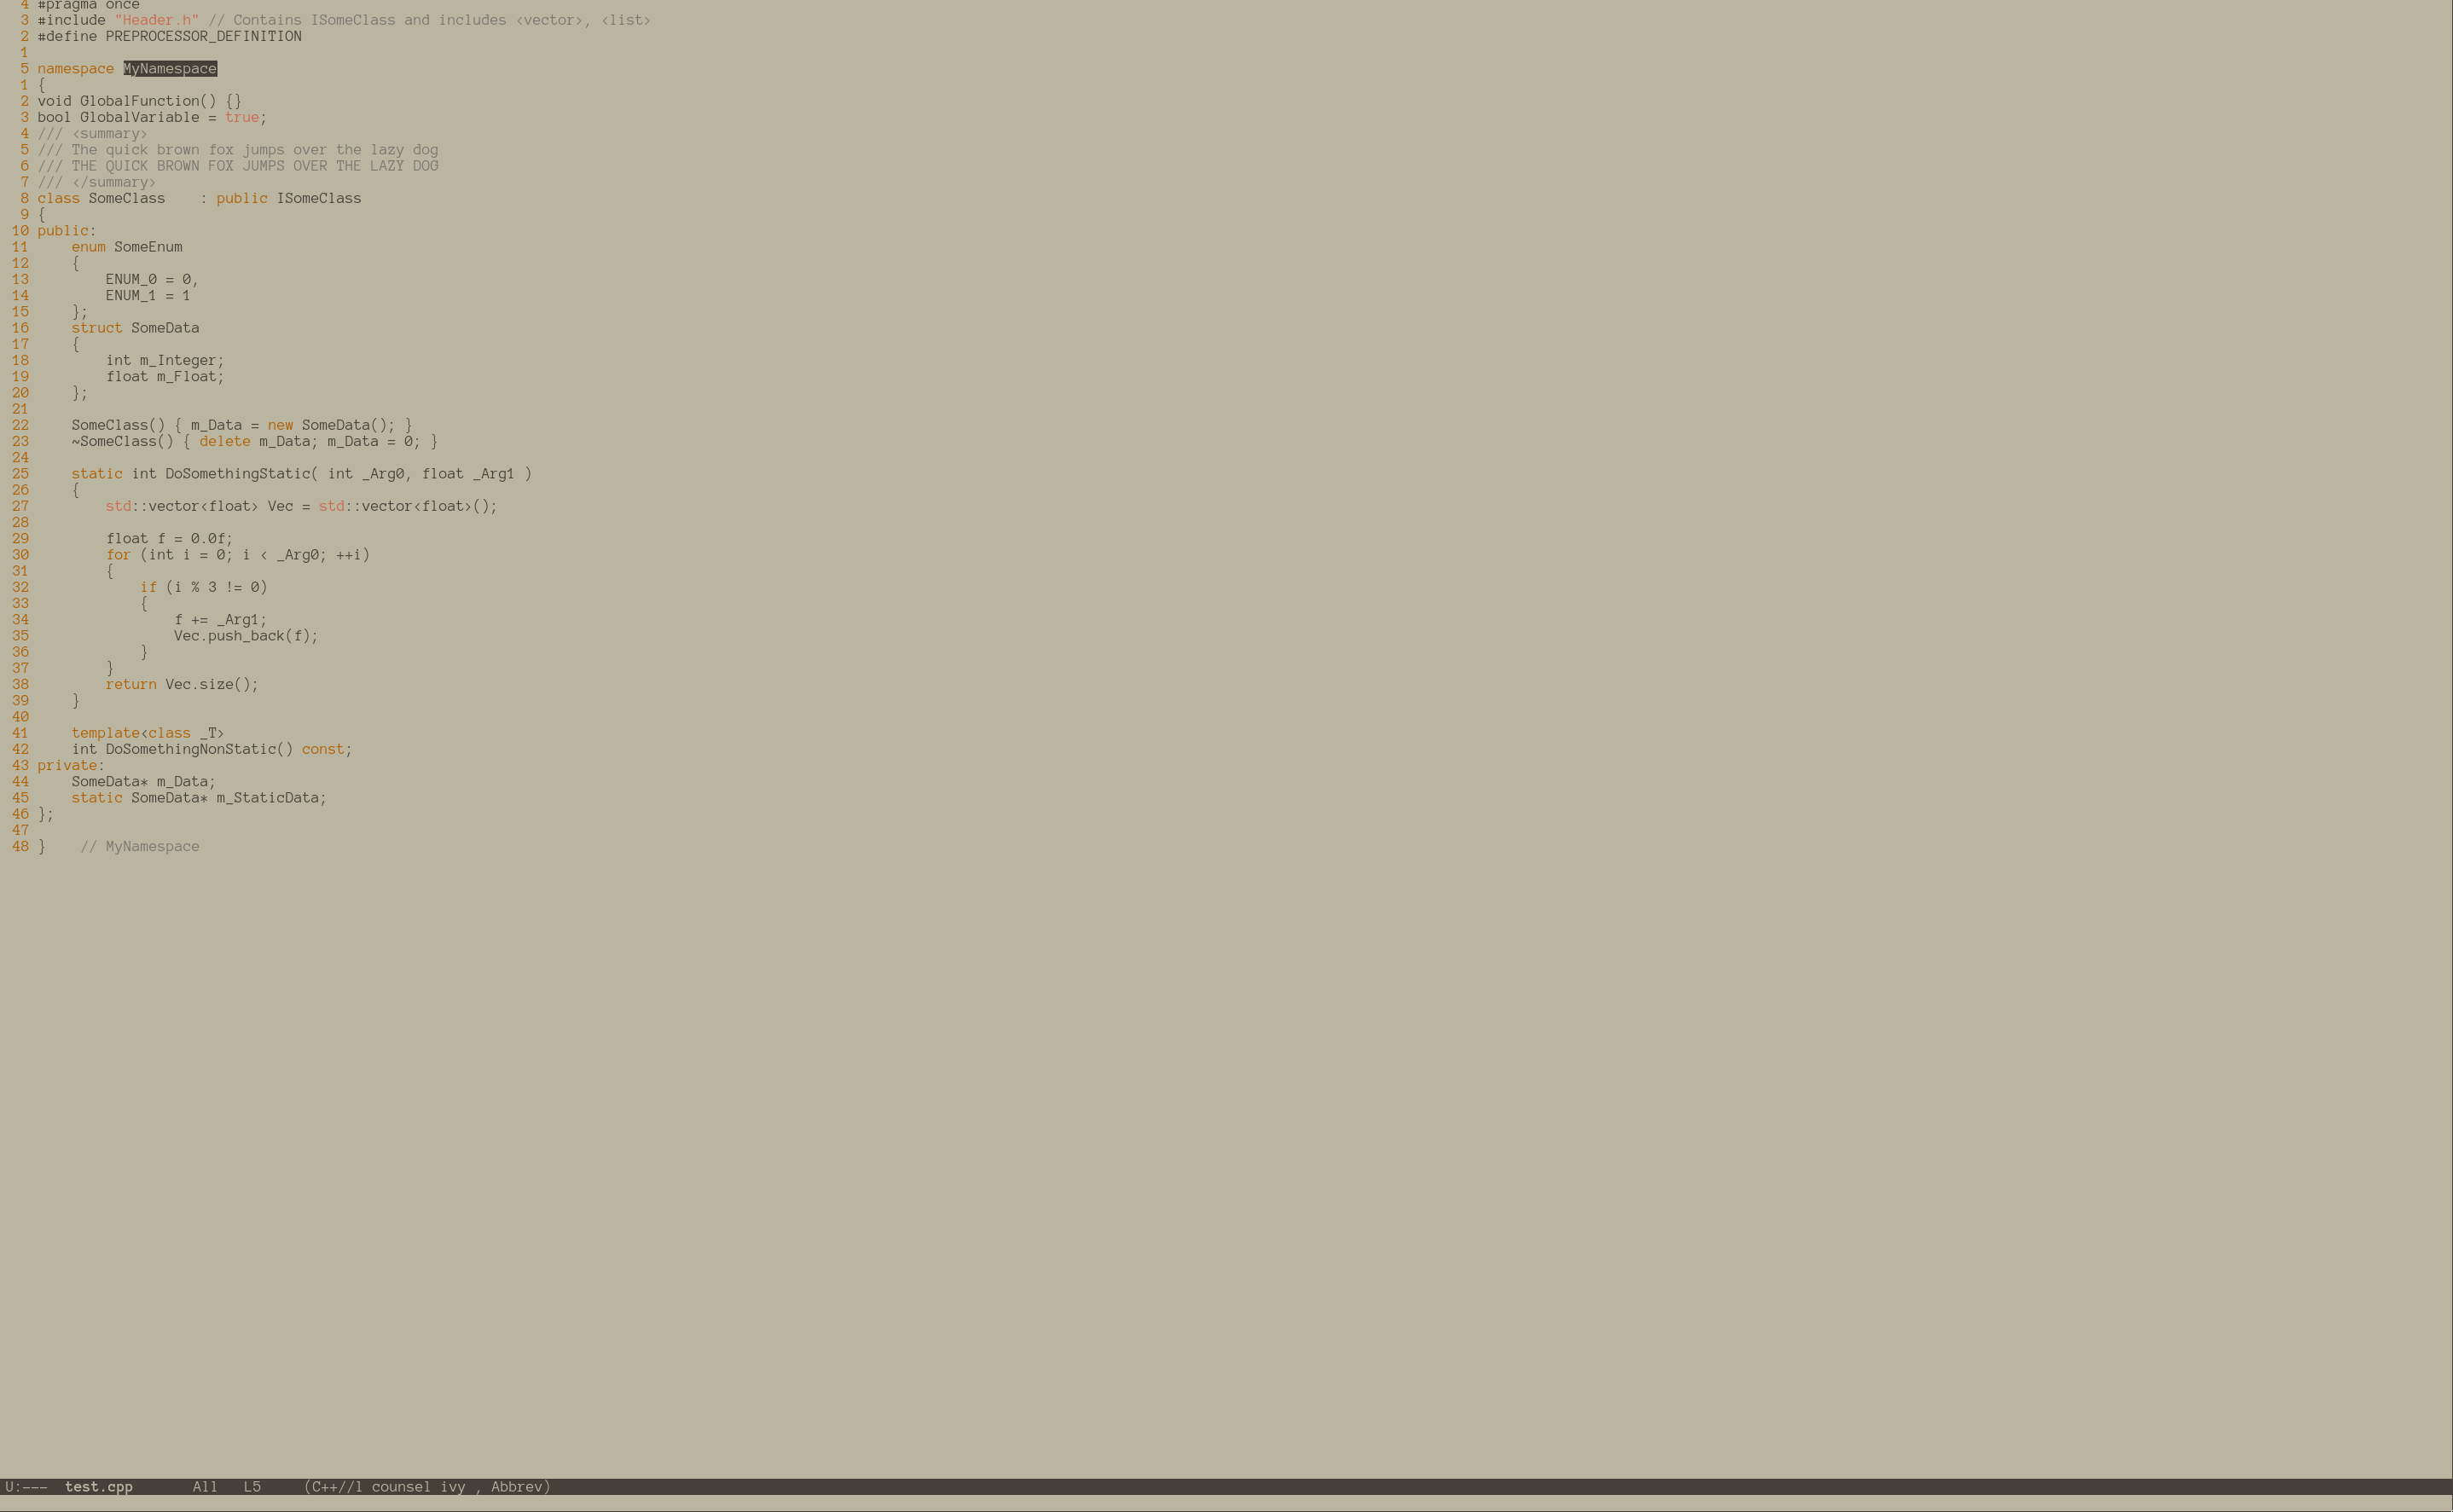 4 #pragma once
3 #include "Header.h" // Contains ISomeClass and includes <vector>, <list>
2 #define PREPROCESSOR_DEFINITION
1
5 namespace MyNamespace
1 {
2 void GlobalFunction() {}
3 bool GlobalVariable = true;
4 /// <summary>
5 /// The quick brown fox jumps over the lazy dog
6 /// THE QUICK BROWN FOX JUMPS OVER THE LAZY DOG
7 /// </summary>
8 class SomeClass    : public ISomeClass
9 {
10 public:
11     enum SomeEnum
12     {
13         ENUM_0 = 0,
14         ENUM_1 = 1
15     };
16     struct SomeData
17     {
18         int m_Integer;
19         float m_Float;
20     };
21
22     SomeClass() { m_Data = new SomeData(); }
23     ~SomeClass() { delete m_Data; m_Data = 0; }
24
25     static int DoSomethingStatic( int _Arg0, float _Arg1 )
26     {
27         std::vector<float> Vec = std::vector<float>();
28
29         float f = 0.0f;
30         for (int i = 0; i < _Arg0; ++i)
31         {
32             if (i % 3 != 0)
33             {
34                 f += _Arg1;
35                 Vec.push_back(f);
36             }
37         }
38         return Vec.size();
39     }
40
41     template<class _T>
42     int DoSomethingNonStatic() const;
43 private:
44     SomeData* m_Data;
45     static SomeData* m_StaticData;
46 };
47
48 }    // MyNamespace
U:---  test.cpp       All   L5     (C++//l counsel ivy , Abbrev)